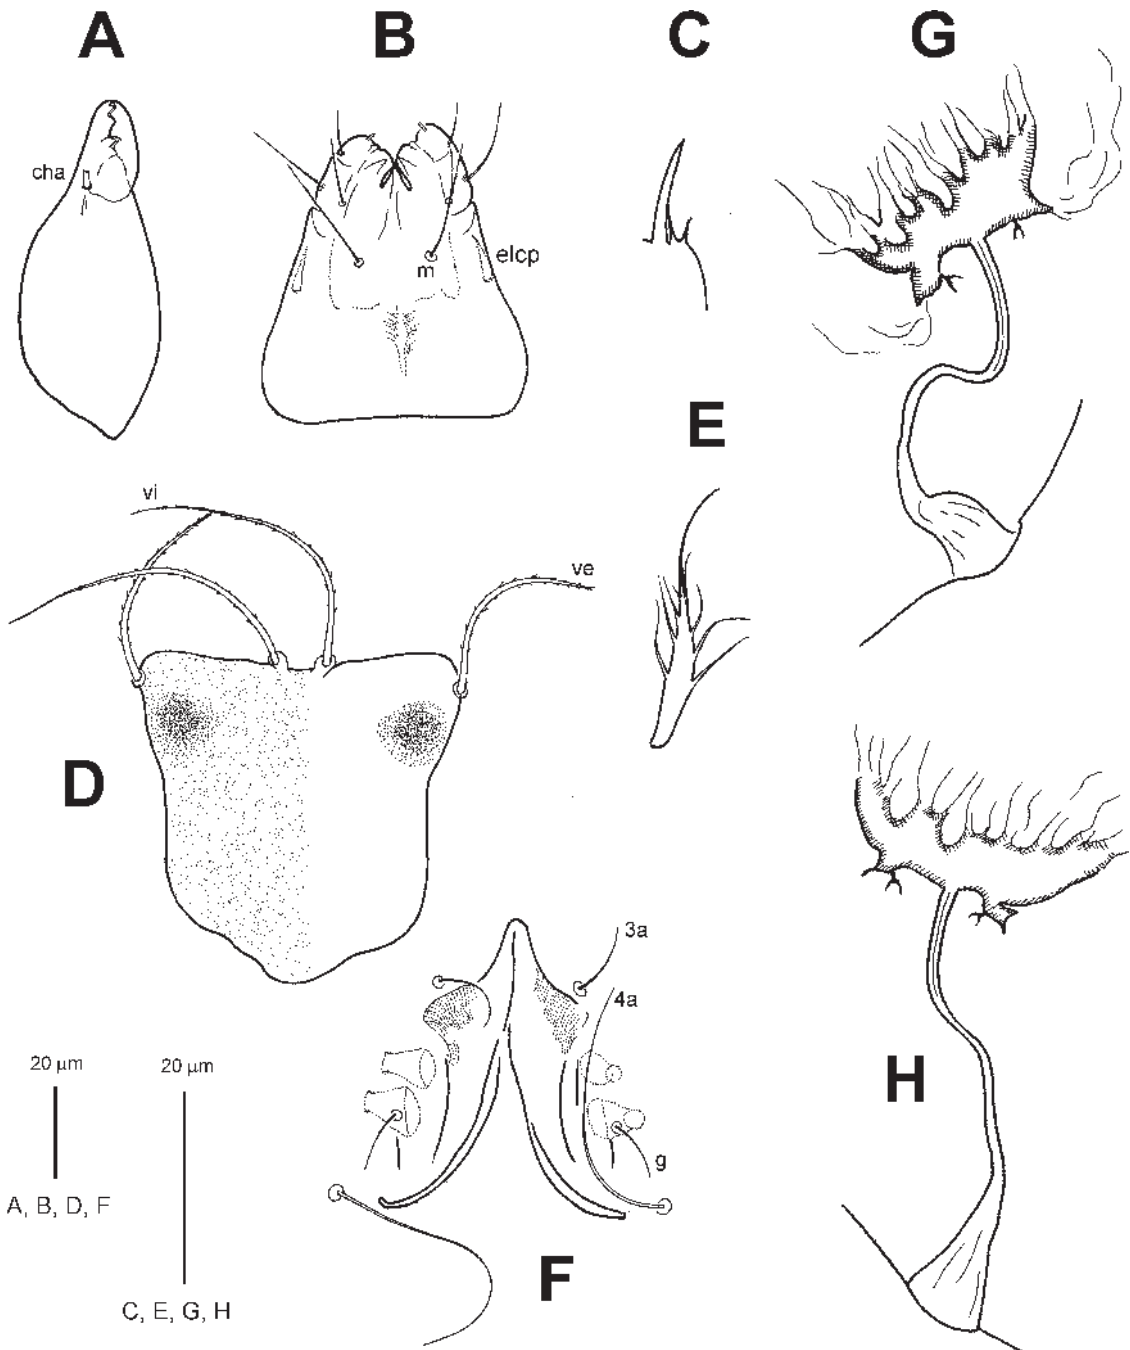 A
B
C
G
cha
m
elcp
E
vi
ve
D
3a
4a
20 µm
20 µm
H
g
A, B, D, F
F
C, E, G, H